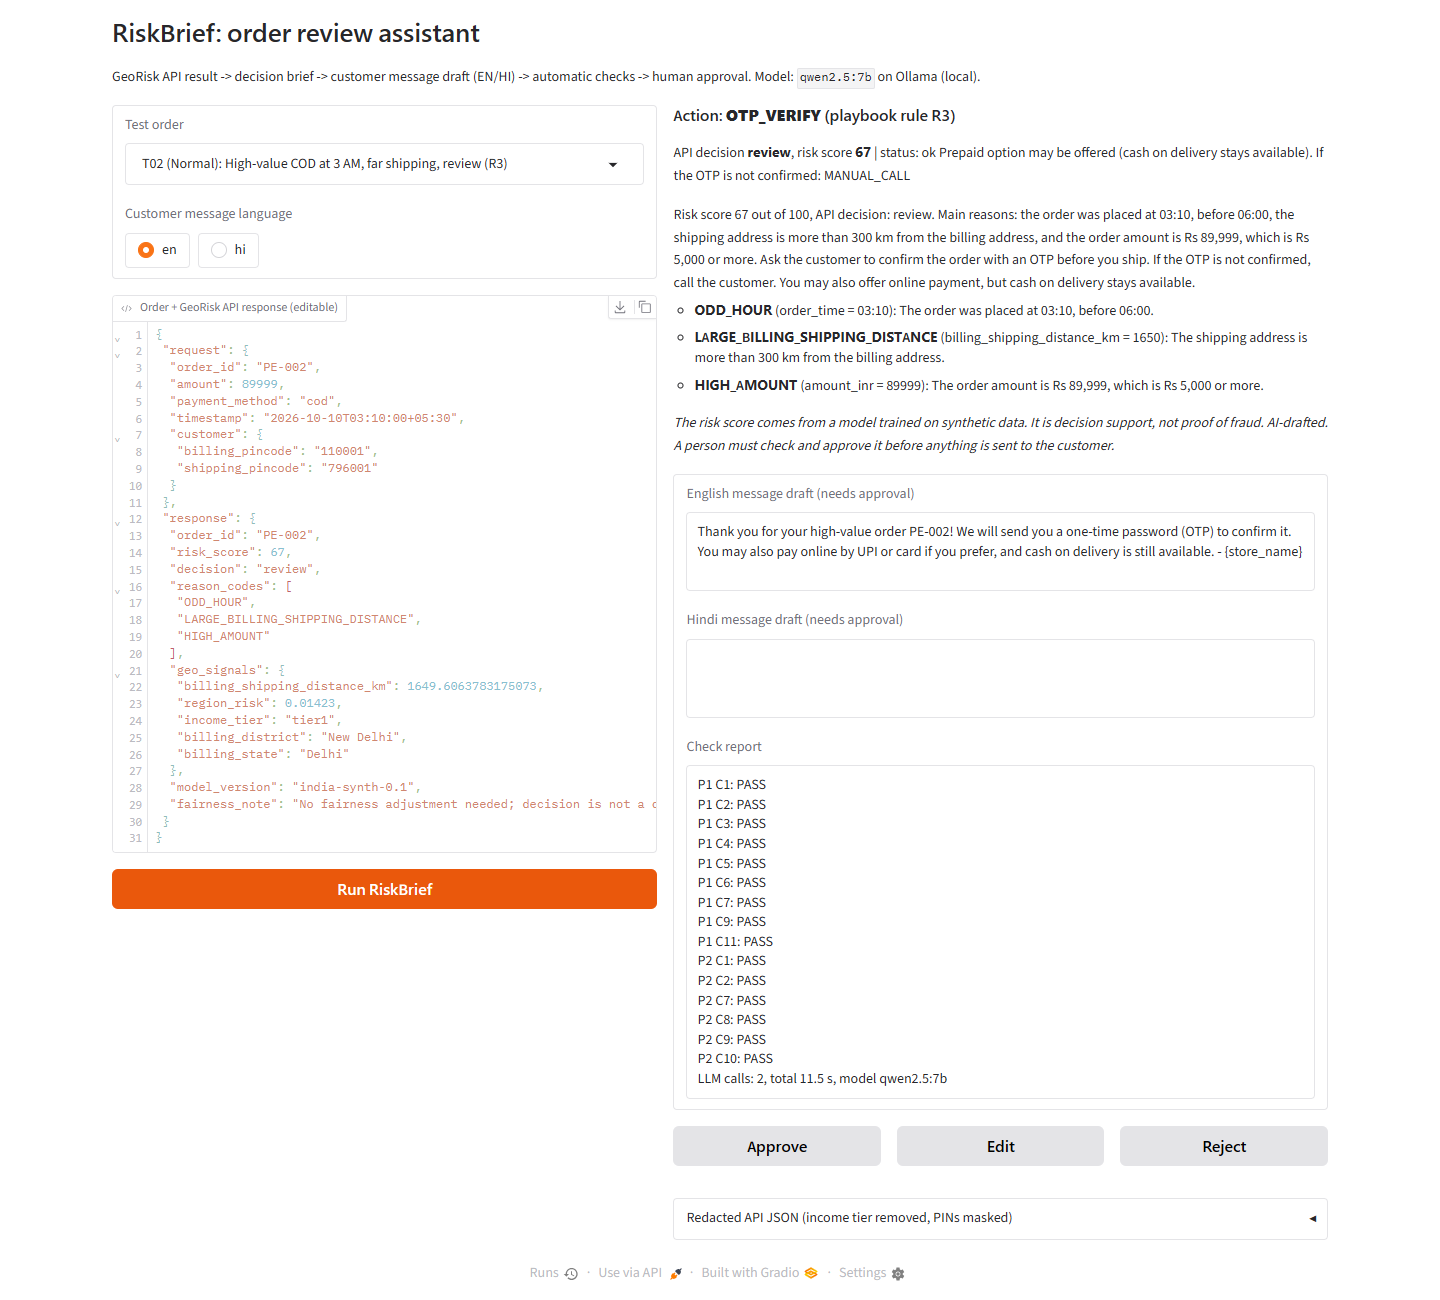 RiskBrief: order review assistant
GeoRisk API result -> decision brief -> customer message draft (EN/HI) -> automatic checks -> human approval. Model: qwen2.5:7b on Ollama (local).
Test order
T02 (Normal): High-value COD at 3 AM, far shipping, review (R3)
Customer message language
en
hi
Order + GeoRisk API response (editable)
1 {
2 "request": {
3 "order_id": "PE-002",
4 "amount": 89999,
5 "payment_method": "cod",
6 "timestamp": "2026-10-10T03:10:00+05:30",
7 "customer": {
8 "billing_pincode": "110001",
9 "shipping_pincode": "796001"
10 }
11 },
12 "response": {
13 "order_id": "PE-002",
14 "risk_score": 67,
15 "decision": "review",
16 "reason_codes": [
17 "ODD_HOUR",
18 "LARGE_BILLING_SHIPPING_DISTANCE",
19 "HIGH_AMOUNT"
20 ],
21 "geo_signals": {
22 "billing_shipping_distance_km": 1649.6063783175073,
23 "region_risk": 0.01423,
24 "income_tier": "tier1",
25 "billing_district": "New Delhi",
26 "billing_state": "Delhi"
27 },
28 "model_version": "india-synth-0.1",
29 "fairness_note": "No fairness adjustment needed; decision is not a
30 }
31 }
Run RiskBrief
Action: OTP_VERIFY (playbook rule R3)
API decision review, risk score 67 | status: ok Prepaid option may be offered (cash on delivery stays available). If
the OTP is not confirmed: MANUAL_CALL
Risk score 67 out of 100, API decision: review. Main reasons: the order was placed at 03:10, before 06:00, the
shipping address is more than 300 km from the billing address, and the order amount is Rs 89,999, which is Rs
5,000 or more. Ask the customer to confirm the order with an OTP before you ship. If the OTP is not confirmed,
call the customer. You may also offer online payment, but cash on delivery stays available.
ODD_HOUR (order_time = 03:10): The order was placed at 03:10, before 06:00.
LARGE_BILLING_SHIPPING_DISTANCE (billing_shipping_distance_km = 1650): The shipping address is
more than 300 km from the billing address.
HIGH_AMOUNT (amount_inr = 89999): The order amount is Rs 89,999, which is Rs 5,000 or more.
The risk score comes from a model trained on synthetic data. It is decision support, not proof of fraud. AI-drafted.
A person must check and approve it before anything is sent to the customer.
English message draft (needs approval)
Thank you for your high-value order PE-002! We will send you a one-time password (OTP) to confirm it.
You may also pay online by UPI or card if you prefer, and cash on delivery is still available. - {store_name}
Hindi message draft (needs approval)
Check report
P1 C1: PASS
P1 C2: PASS
P1 C3: PASS
P1 C4: PASS
P1 C5: PASS
P1 C6: PASS
P1 C7: PASS
P1 C9: PASS
P1 C11: PASS
P2 C1: PASS
P2 C2: PASS
P2 C7: PASS
P2 C8: PASS
P2 C9: PASS
P2 C10: PASS
LLM calls: 2, total 11.5 s, model qwen2.5:7b
Approve
Edit
Reject
Redacted API JSON (income tier removed, PINs masked)
Runs · Use via API · Built with Gradio · Settings